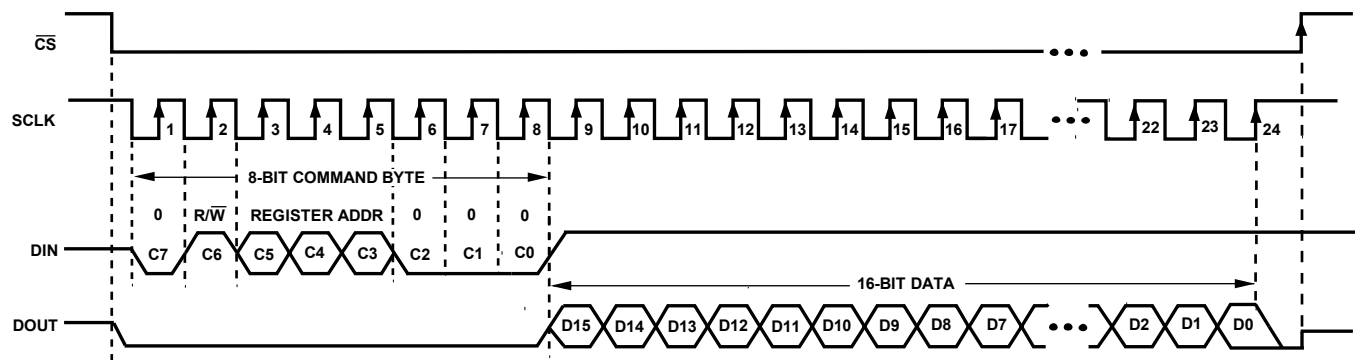 CS
SCLK
1 2 3 4 5 6 7 8 9 10 11 12 13 14 15 16 17 22 23 24
8-BIT COMMAND BYTE
0 R/W REGISTER ADDR 0 0 0
DIN C7 C6 C5 C4 C3 C2 C1 C0
16-BIT DATA
DOUT D15 D14 D13 D12 D11 D10 D9 D8 D7 D2 D1 D0